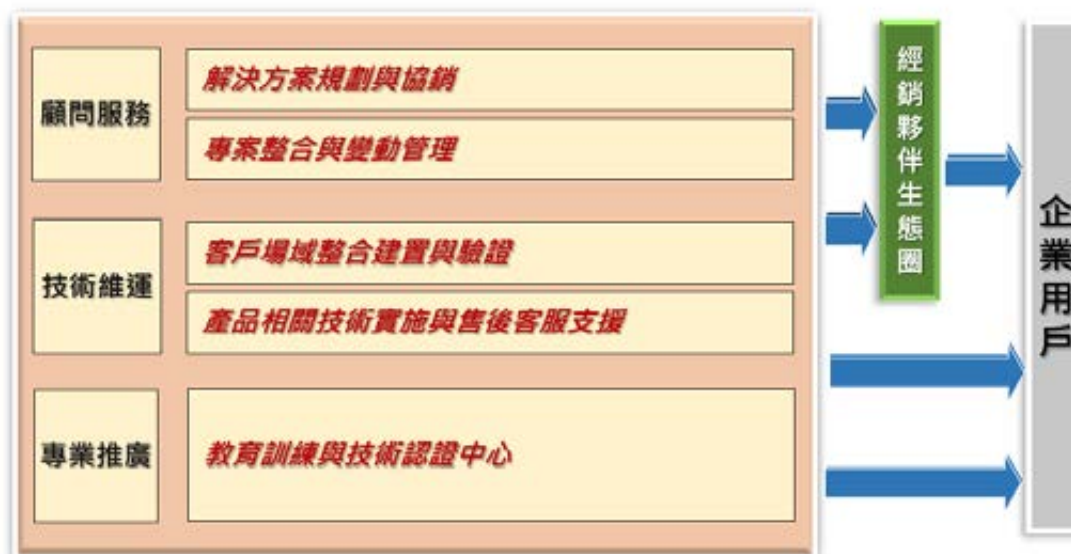 顧問服務
解決方案規劃與協銷
專案整合與變動管理
技術維運
客戶場域整合建置與驗證
產品相關技術實施與售後客服支援
專業推廣
教育訓練與技術認證中心
經銷夥伴生態圈
企業用戶